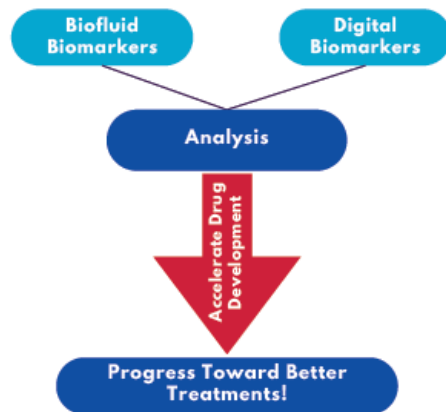 Biofluid
Biomarkers
Digital
Biomarkers
Analysis
Accelerate Drug
Development
Progress Toward Better
Treatments!